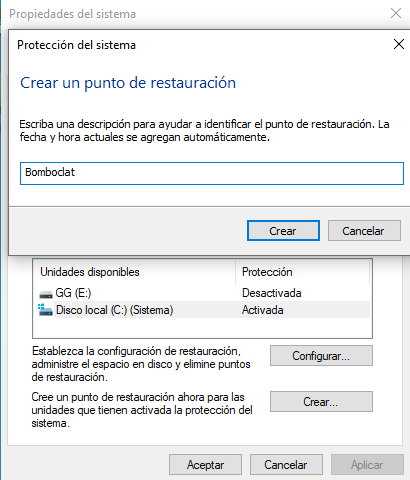 Propiedades del sistema
Protección del sistema
Crear un punto de restauración
Escriba una descripción para ayudar a identificar el punto de restauración. La
fecha y hora actuales se agregan automáticamente.
Bomboclat
Crear
Cancelar
Unidades disponibles
Protección
GG (E:)
Desactivada
Disco local (C:) (Sistema)
Activada
Establezca la configuración de restauración,
administre el espacio en disco y elimine puntos
de restauración.
Configurar...
Cree un punto de restauración ahora para las
unidades que tienen activada la protección del
sistema.
Crear...
Aceptar
Cancelar
Aplicar